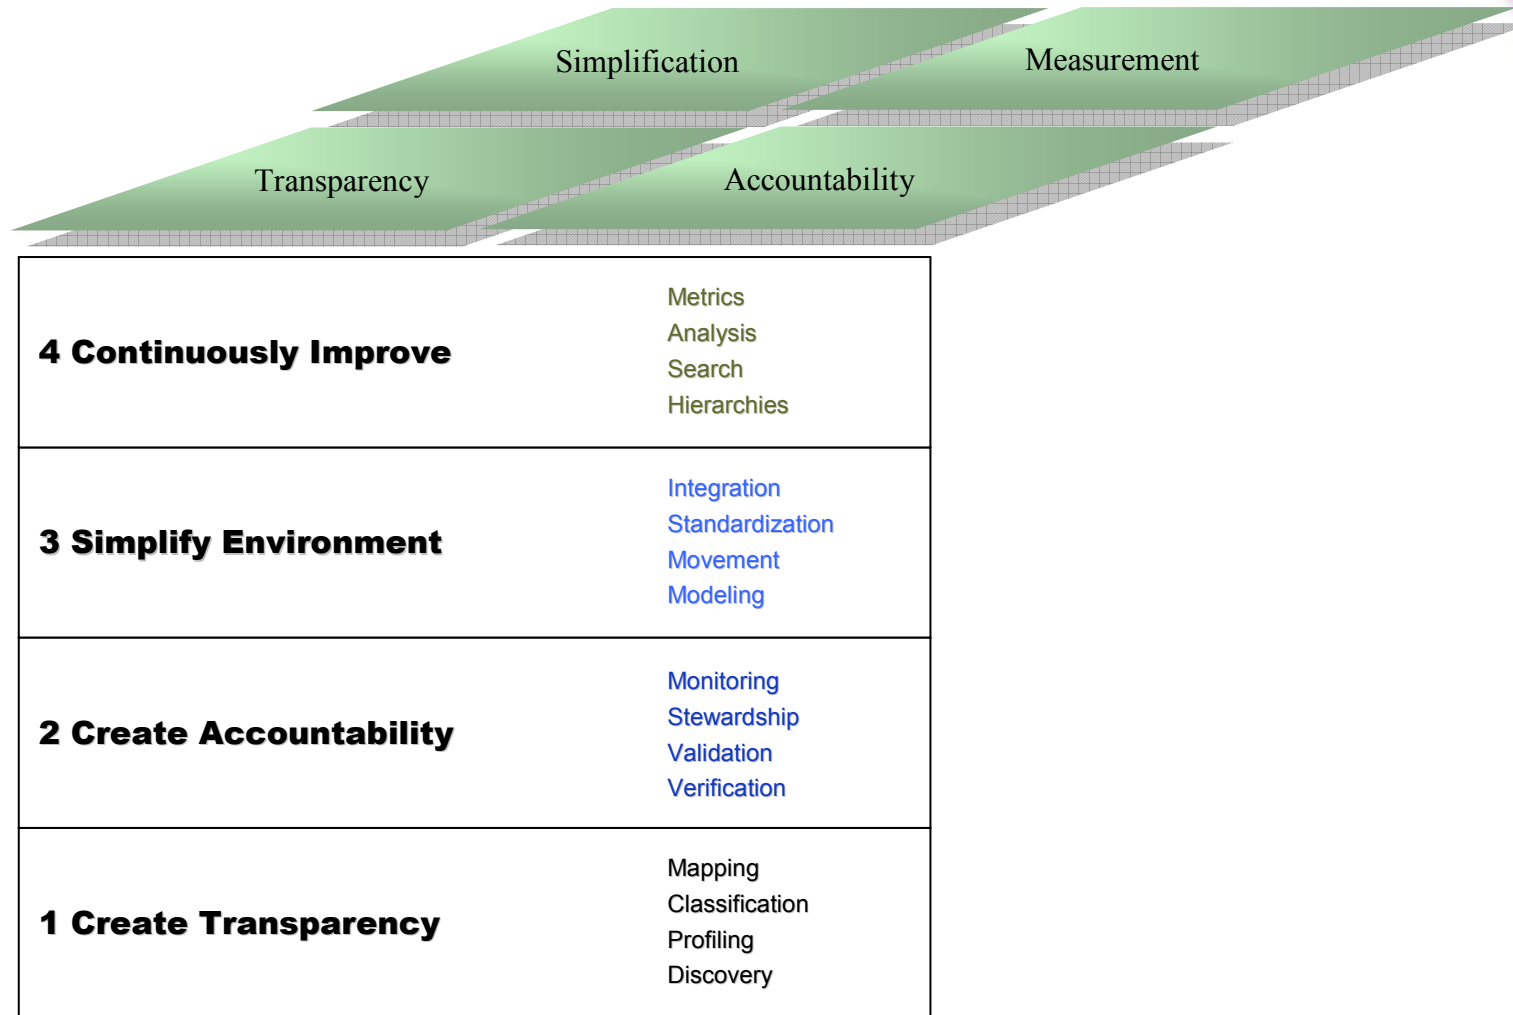 Simplification
Measurement
Transparency
Accountability
4 Continuously Improve
Metrics
Analysis
Search
Hierarchies
3 Simplify Environment
Integration
Standardization
Movement
Modeling
2 Create Accountability
Monitoring
Stewardship
Validation
Verification
1 Create Transparency
Mapping
Classification
Profiling
Discovery